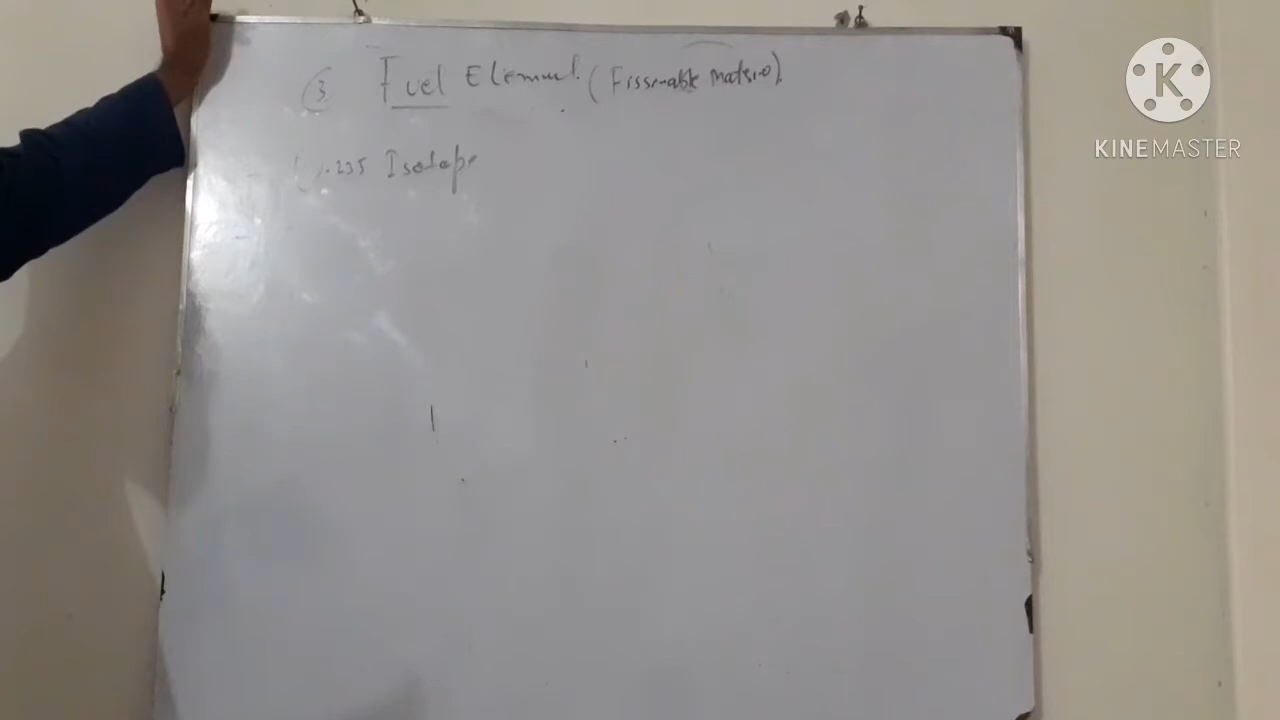 3. Fuel Element (Fissionable Material)
U.235 Isotope
K
KINEMASTER